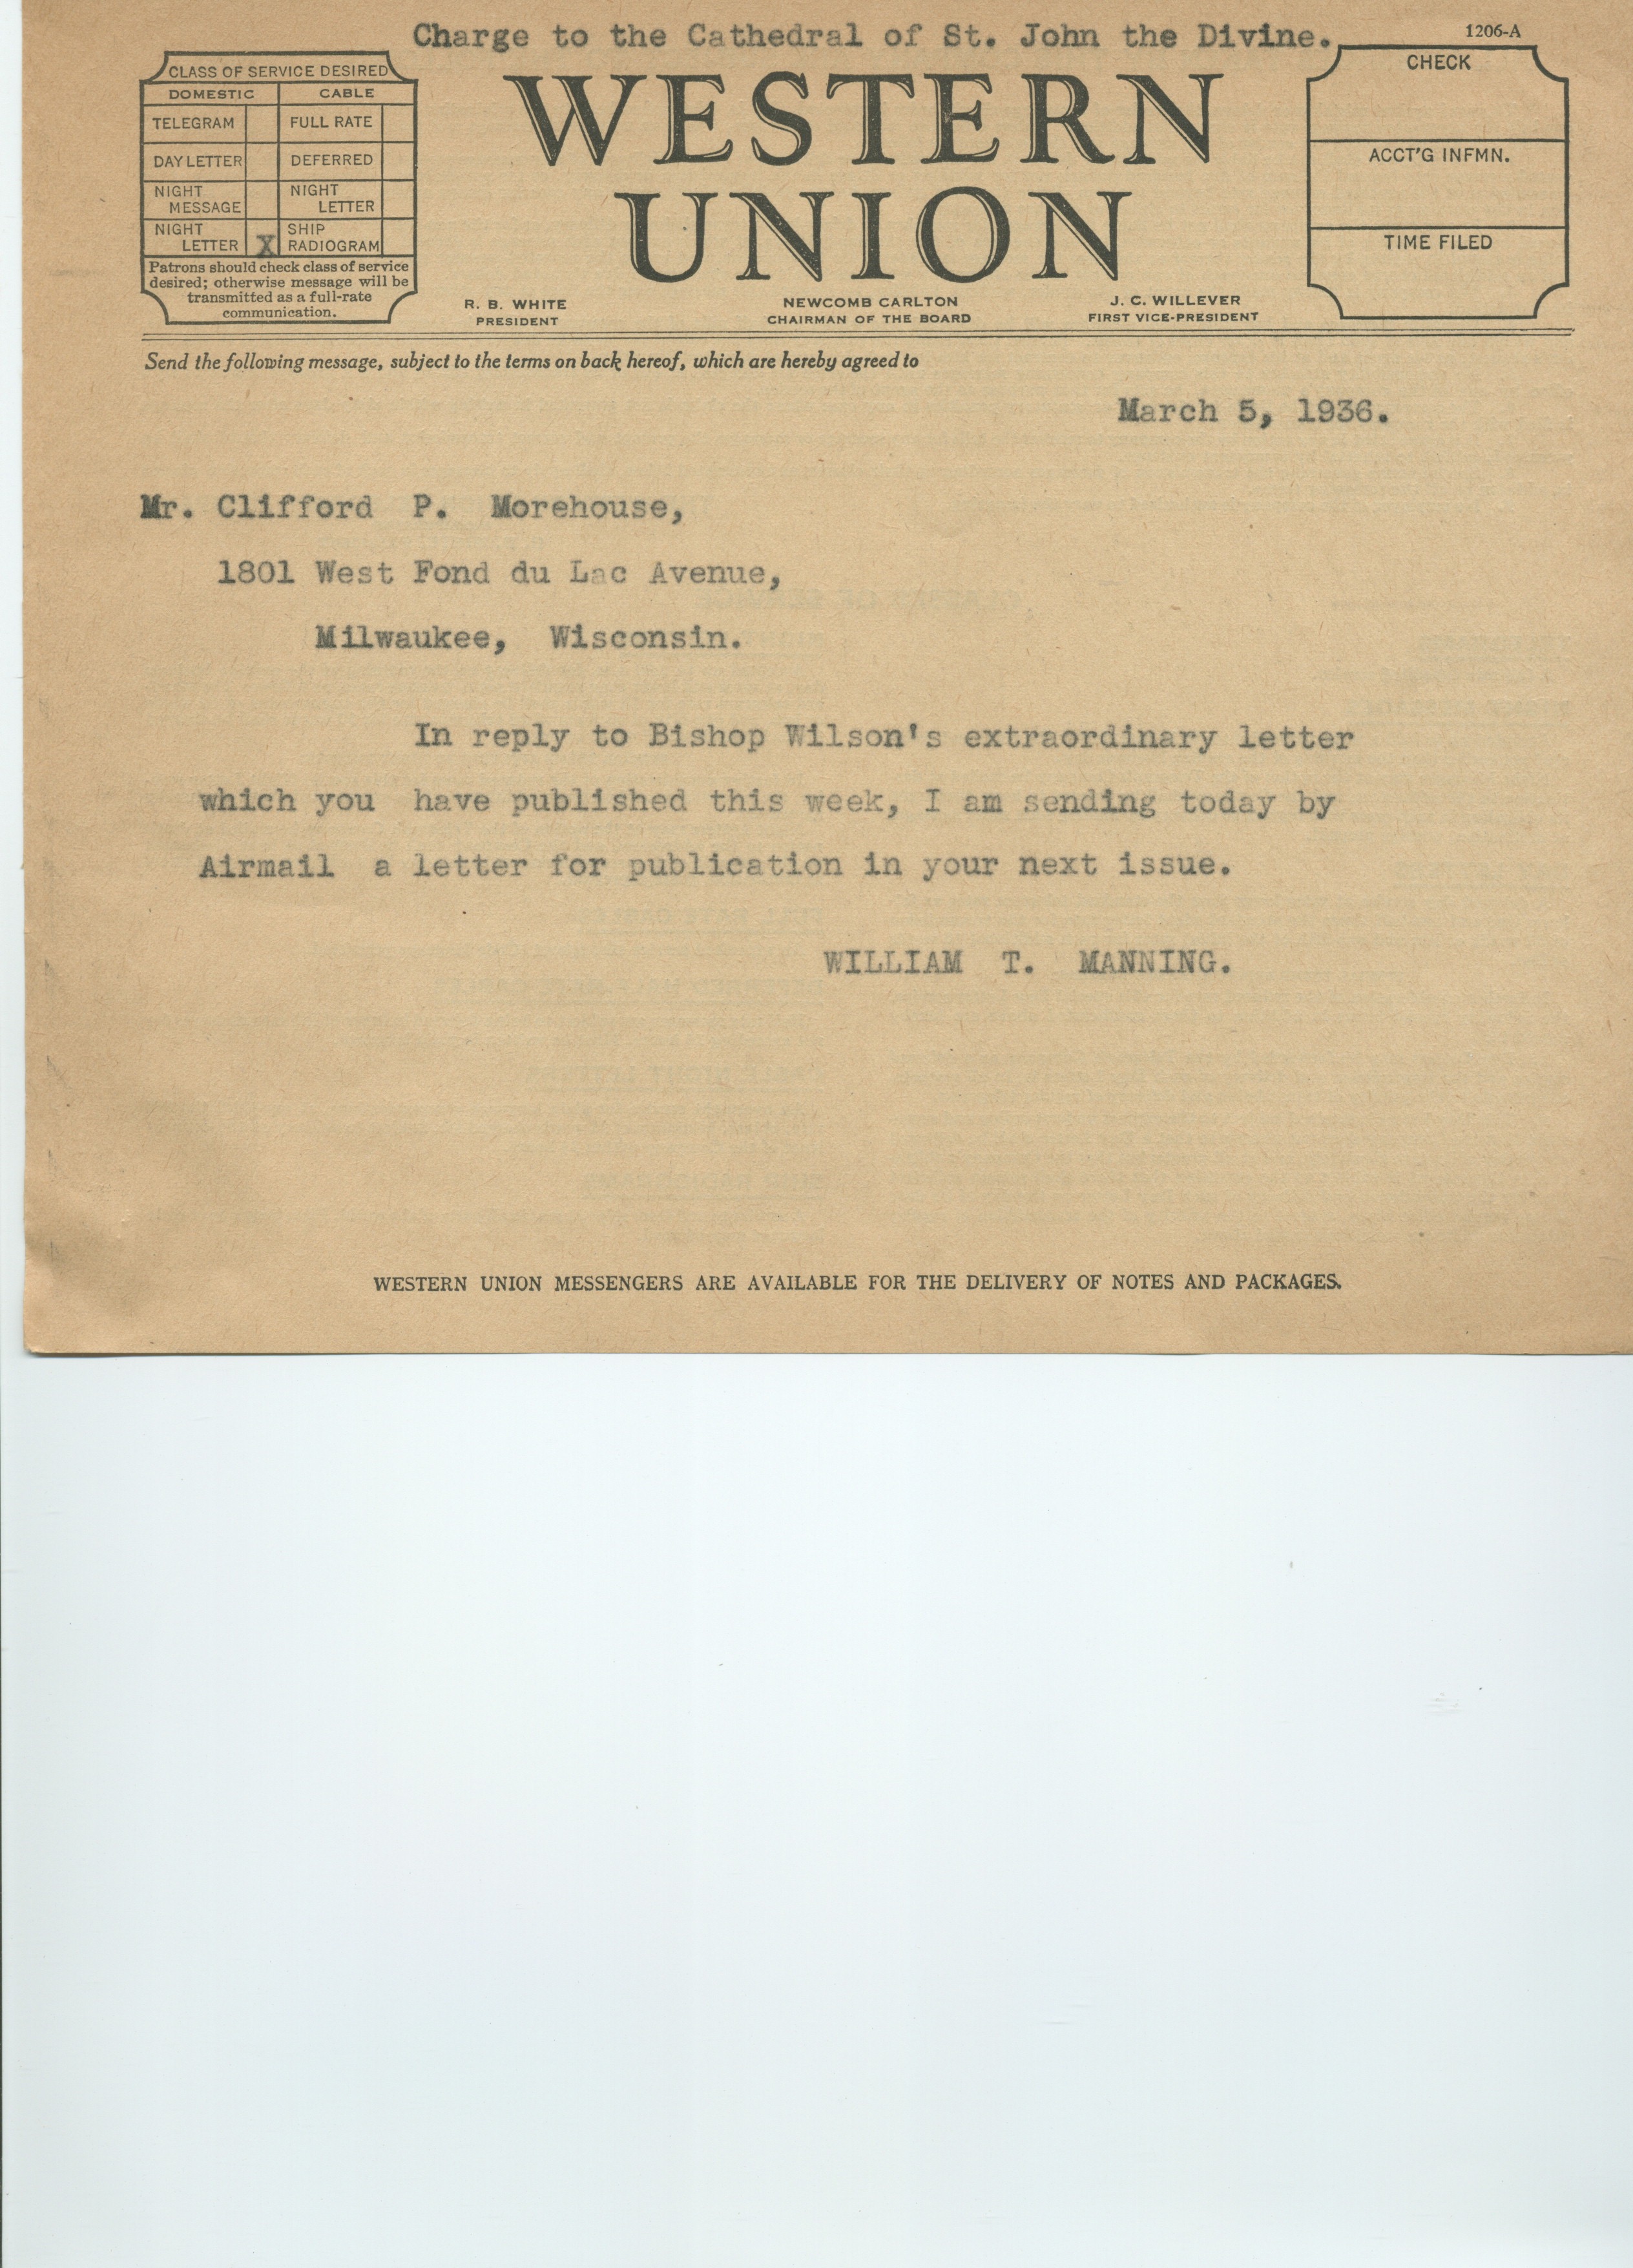 Charge to the Cathedral of St. John the Divine.
1206-A
CLASS OF SERVICE DESIRED
DOMESTIC CABLE
TELEGRAM FULL RATE
DAY LETTER DEFERRED
NIGHT MESSAGE NIGHT LETTER
NIGHT LETTER X SHIP RADIOGRAM
Patrons should check class of service
desired; otherwise message will be
transmitted as a full-rate
communication.
WESTERN
UNION
R. B. WHITE
PRESIDENT
NEWCOMB CARLTON
CHAIRMAN OF THE BOARD
J. C. WILLEVER
FIRST VICE-PRESIDENT
CHECK
ACCT'G INFMN.
TIME FILED
Send the following message, subject to the terms on back hereof, which are hereby agreed to
March 5, 1936.
Mr. Clifford P. Morehouse,
1801 West Fond du Lac Avenue,
Milwaukee, Wisconsin.
In reply to Bishop Wilson's extraordinary letter
which you have published this week, I am sending today by
Airmail a letter for publication in your next issue.
WILLIAM T. MANNING.
WESTERN UNION MESSENGERS ARE AVAILABLE FOR THE DELIVERY OF NOTES AND PACKAGES.